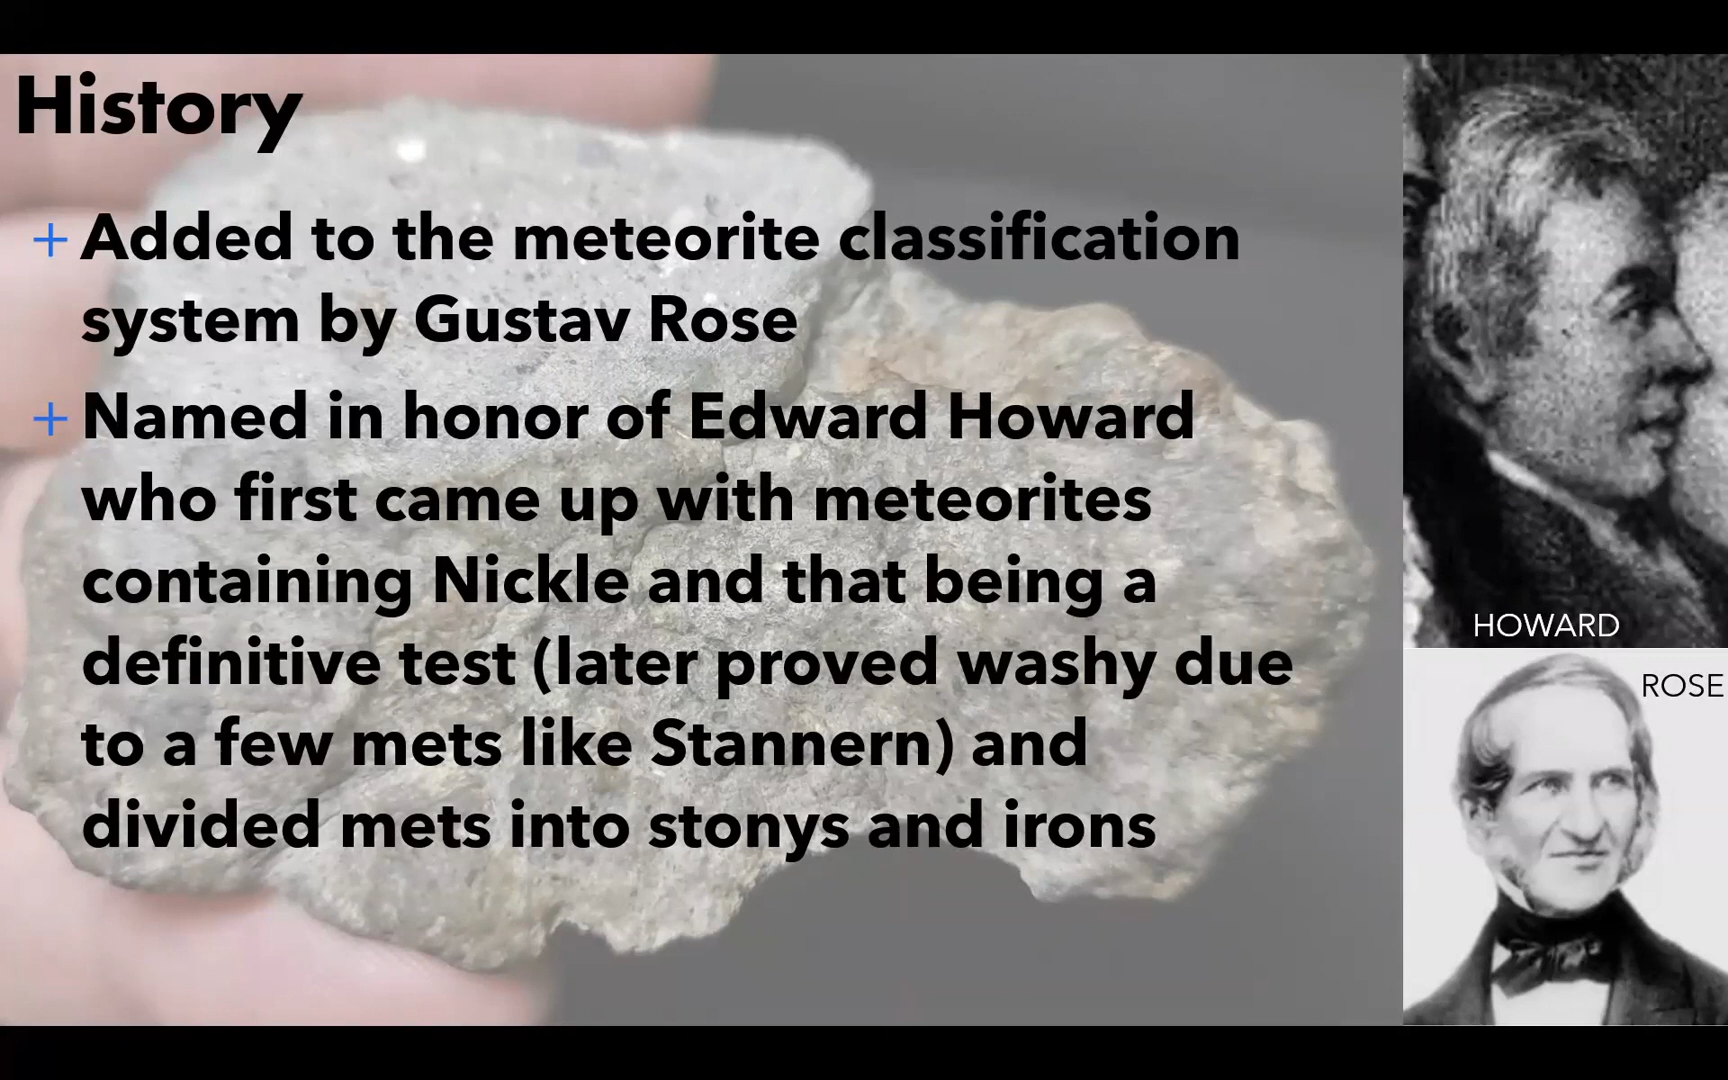 History
+ Added to the meteorite classification
system by Gustav Rose
+ Named in honor of Edward Howard
who first came up with meteorites
containing Nickle and that being a
definitive test (later proved washy due
to a few mets like Stannern) and
divided mets into stonys and irons
HOWARD
ROSE